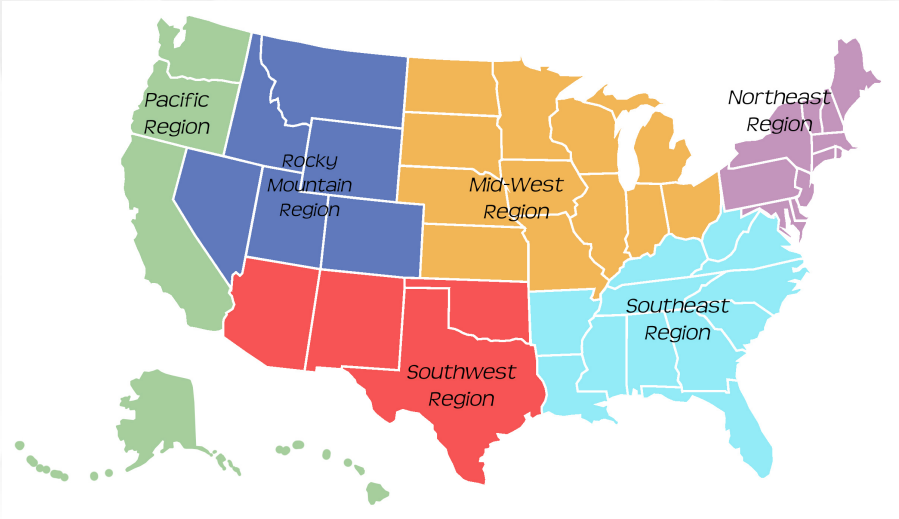 Pacific
Region
Rocky
Mountain
Region
Mid-West
Region
Northeast
Region
Southeast
Region
Southwest
Region